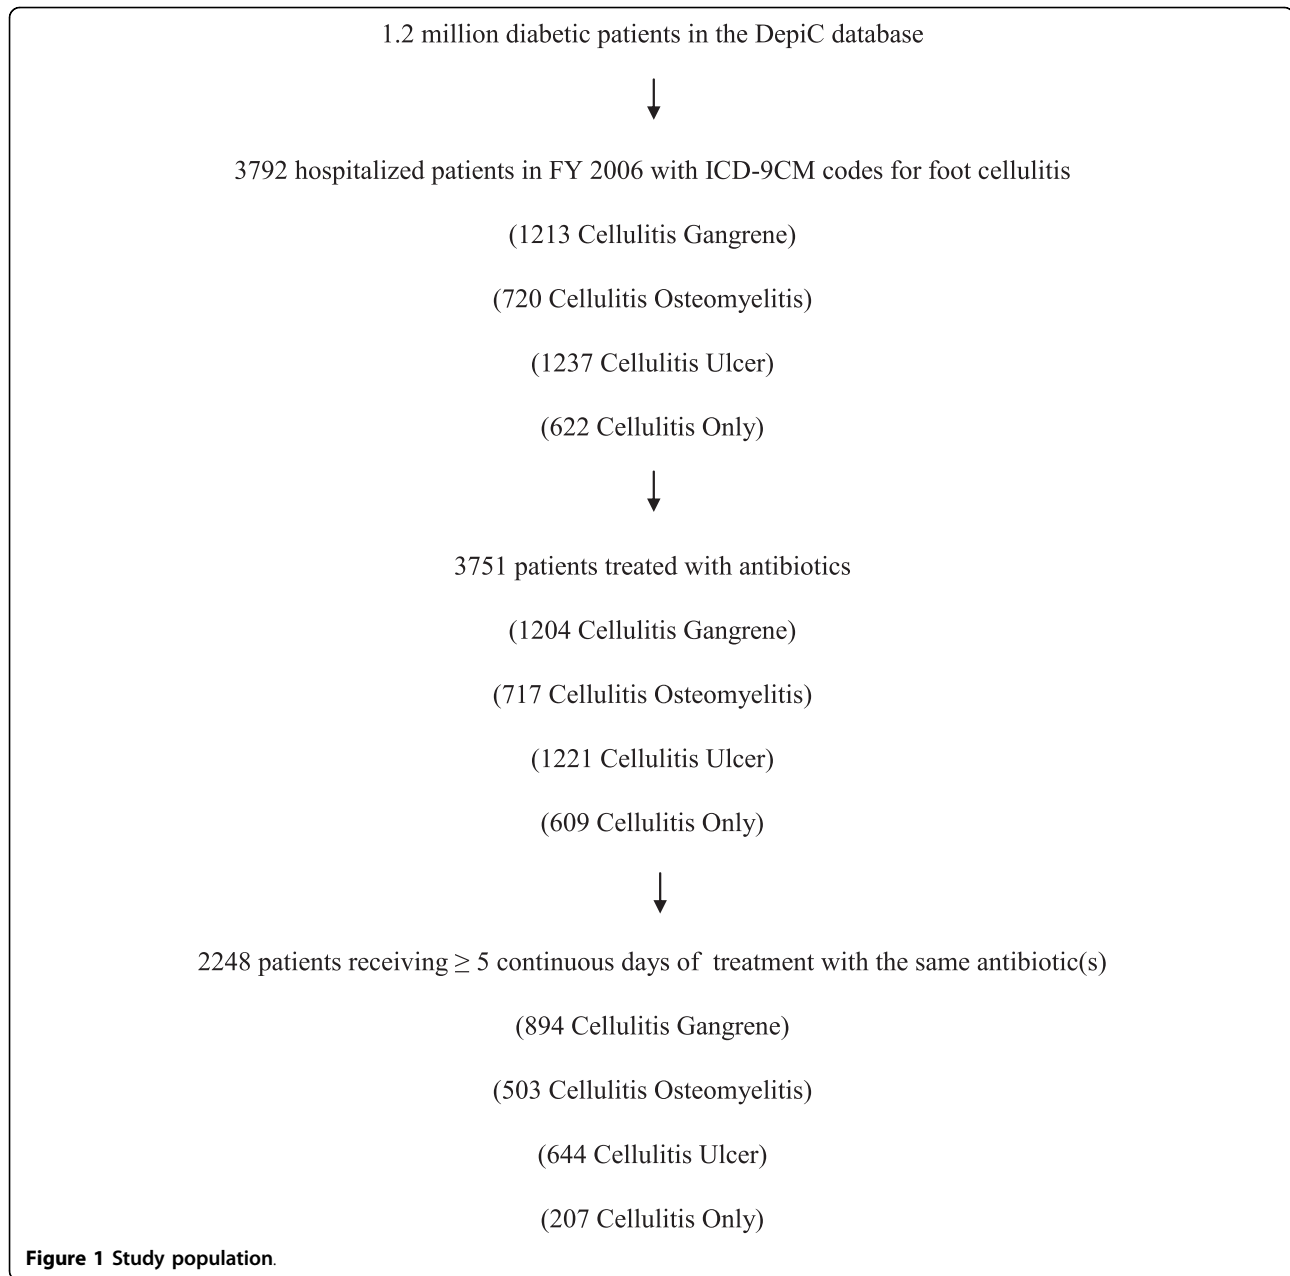 1.2 million diabetic patients in the DepiC database
3792 hospitalized patients in FY 2006 with ICD-9CM codes for foot cellulitis
(1213 Cellulitis Gangrene)
(720 Cellulitis Osteomyelitis)
(1237 Cellulitis Ulcer)
(622 Cellulitis Only)
3751 patients treated with antibiotics
(1204 Cellulitis Gangrene)
(717 Cellulitis Osteomyelitis)
(1221 Cellulitis Ulcer)
(609 Cellulitis Only)
2248 patients receiving ≥ 5 continuous days of treatment with the same antibiotic(s)
(894 Cellulitis Gangrene)
(503 Cellulitis Osteomyelitis)
(644 Cellulitis Ulcer)
(207 Cellulitis Only)
Figure 1 Study population.